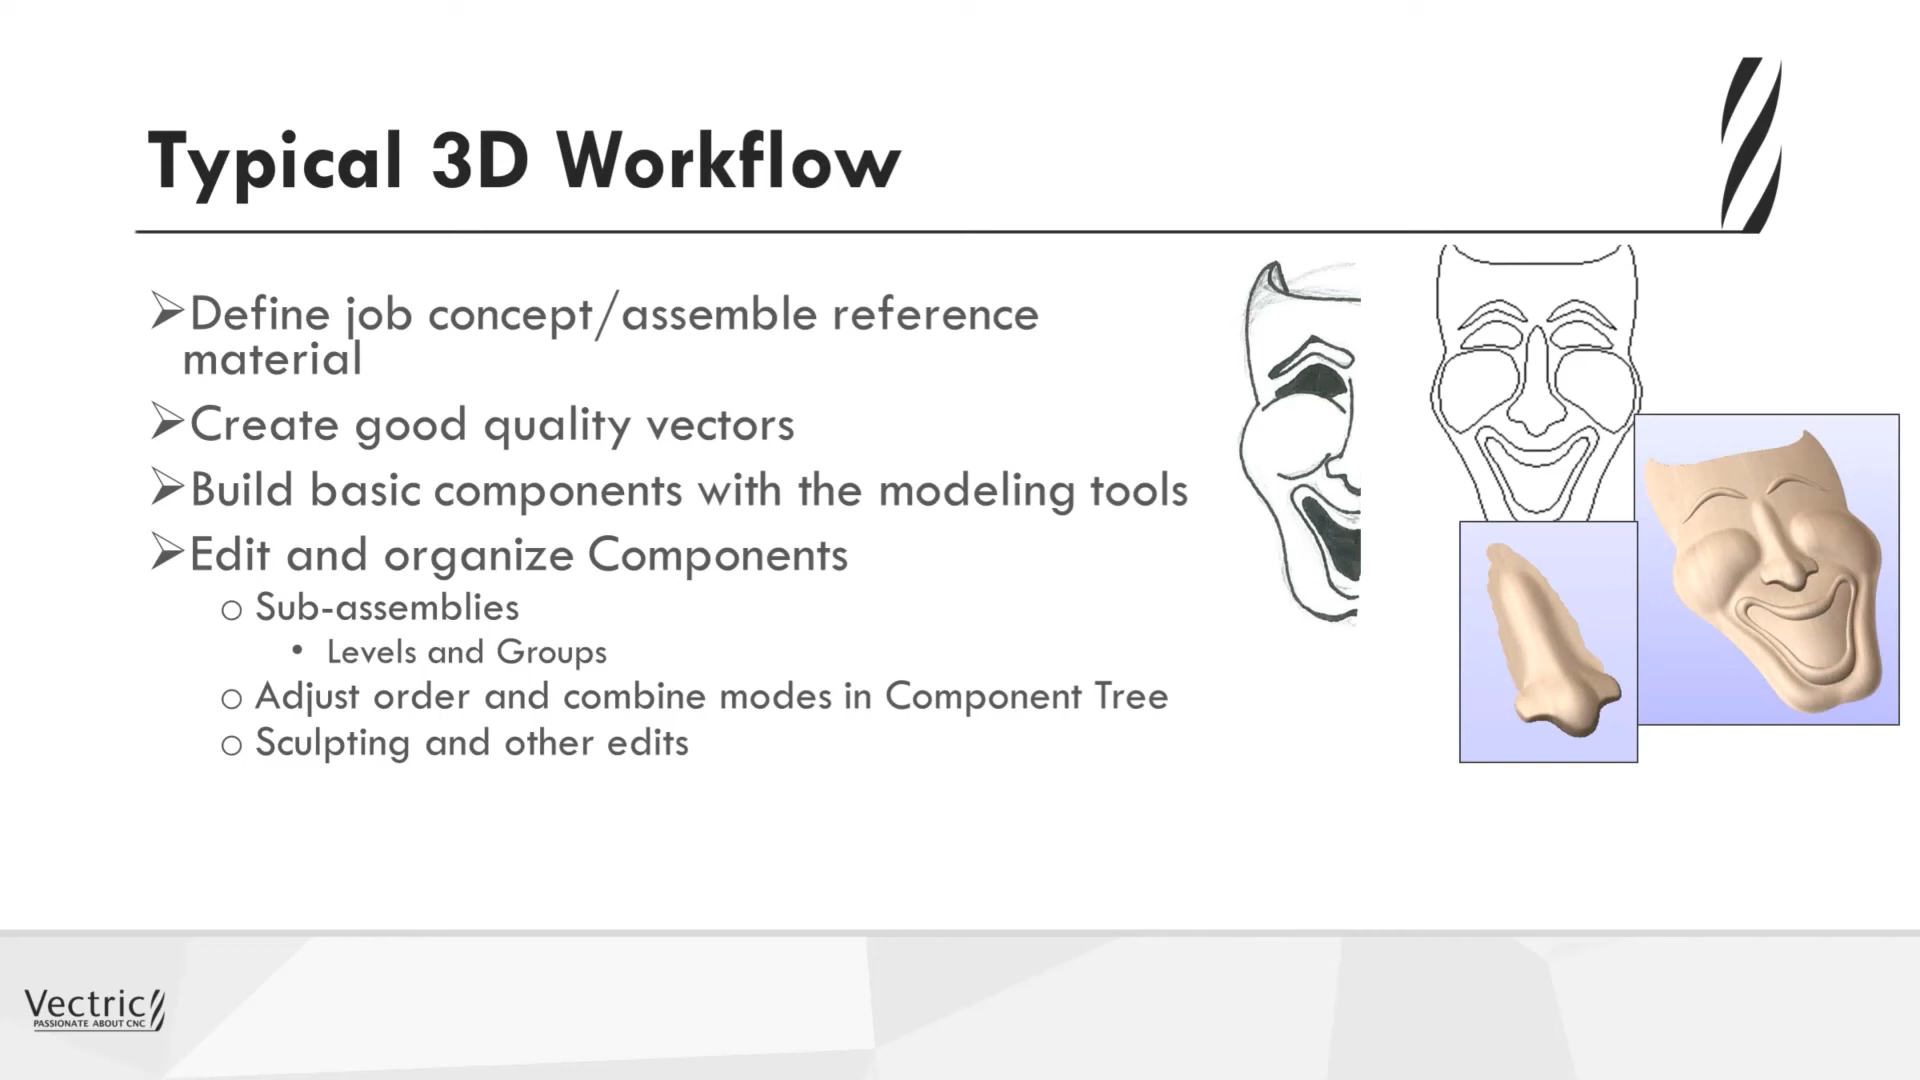 Typical 3D Workflow
➢Define job concept/assemble reference
material
➢Create good quality vectors
➢Build basic components with the modeling tools
➢Edit and organize Components
o Sub-assemblies
• Levels and Groups
o Adjust order and combine modes in Component Tree
o Sculpting and other edits
Vectric
PASSIONATE ABOUT CNC